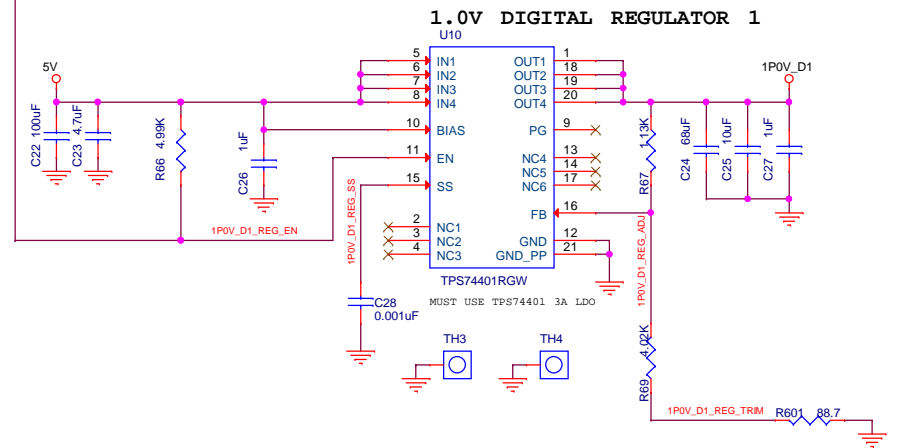 1.0V DIGITAL REGULATOR 1
U10
5V
1P0V_D1
5 IN1 OUT1 1
6 IN2 OUT2 18
7 IN3 OUT3 19
8 IN4 OUT4 20
10 BIAS PG 9
11 EN NC4 13
NC5 14
15 SS NC6 17
FB 16
2 NC1
3 NC2 GND 12
4 NC3 GND_PP 21
C22 100uF
C23 4.7uF
R66 4.99K
C26 1uF
R67 1.13K
C24 68uF
C25 10uF
C27 1uF
1P0V_D1_REG_EN
1P0V_D1_REG_SS
1P0V_D1_REG_ADJ
TPS74401RGW
MUST USE TPS74401 3A LDO
C28
0.001uF
TH3
TH4
R69 4.02K
1P0V_D1_REG_TRIM
R601 88.7